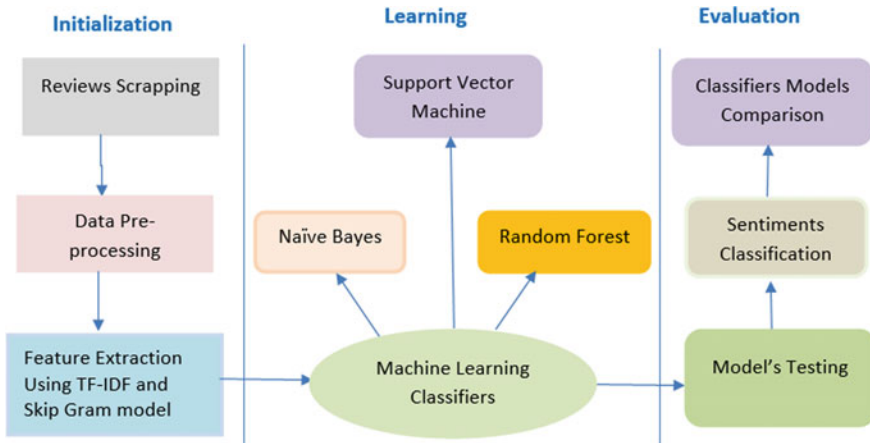 Initialization
Reviews Scrapping
Data Pre-
processing
Feature Extraction
Using TF-IDF and
Skip Gram model
Learning
Support Vector
Machine
Naïve Bayes
Random Forest
Machine Learning
Classifiers
Evaluation
Classifiers Models
Comparison
Sentiments
Classification
Model’s Testing